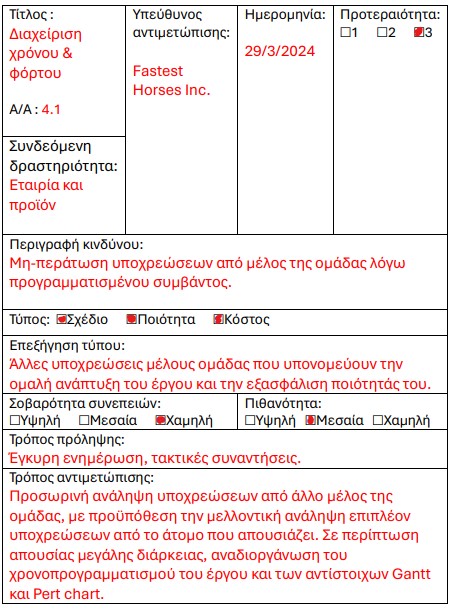 Τίτλος :
Διαχείριση
χρόνου &
φόρτου
Α/Α : 4.1
Συνδεόμενη
δραστηριότητα:
Εταιρία και
προϊόν
Υπεύθυνος
αντιμετώπισης:
Fastest
Horses Inc.
Ημερομηνία:
29/3/2024
Προτεραιότητα:
☐1 ☐2 ☒3
Περιγραφή κινδύνου:
Μη-περάτωση υποχρεώσεων από μέλος της ομάδας λόγω
προγραμματισμένου συμβάντος.
Τύπος: ☒Σχέδιο ☒Ποιότητα ☒Κόστος
Επεξήγηση τύπου:
Άλλες υποχρεώσεις μέλους ομάδας που υπονομεύουν την
ομαλή ανάπτυξη του έργου και την εξασφάλιση ποιότητάς του.
Σοβαρότητα συνεπειών:
☐Υψηλή ☐Μεσαία ☒Χαμηλή
Πιθανότητα:
☐Υψηλή ☒Μεσαία ☐Χαμηλή
Τρόπος πρόληψης:
Έγκυρη ενημέρωση, τακτικές συναντήσεις.
Τρόπος αντιμετώπισης:
Προσωρινή ανάληψη υποχρεώσεων από άλλο μέλος της
ομάδας, με προϋπόθεση την μελλοντική ανάληψη επιπλέον
υποχρεώσεων από το άτομο που απουσιάζει. Σε περίπτωση
απουσίας μεγάλης διάρκειας, αναδιοργάνωση του
χρονοπρογραμματισμού του έργου και των αντίστοιχων Gantt
και Pert chart.